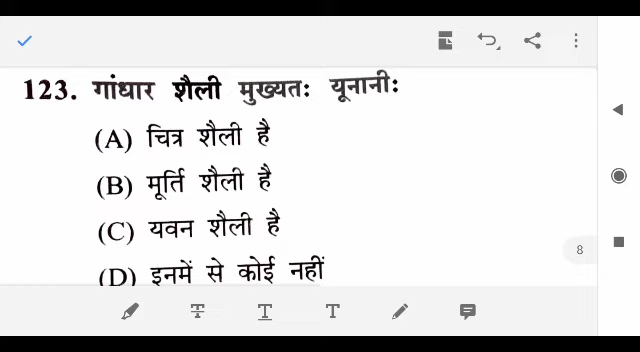 123. गांधार शैली मुख्यतः यूनानीः
(A) चित्र शैली है
(B) मूर्ति शैली है
(C) यवन शैली है
8
(D) इनमें से कोई नहीं
T T T